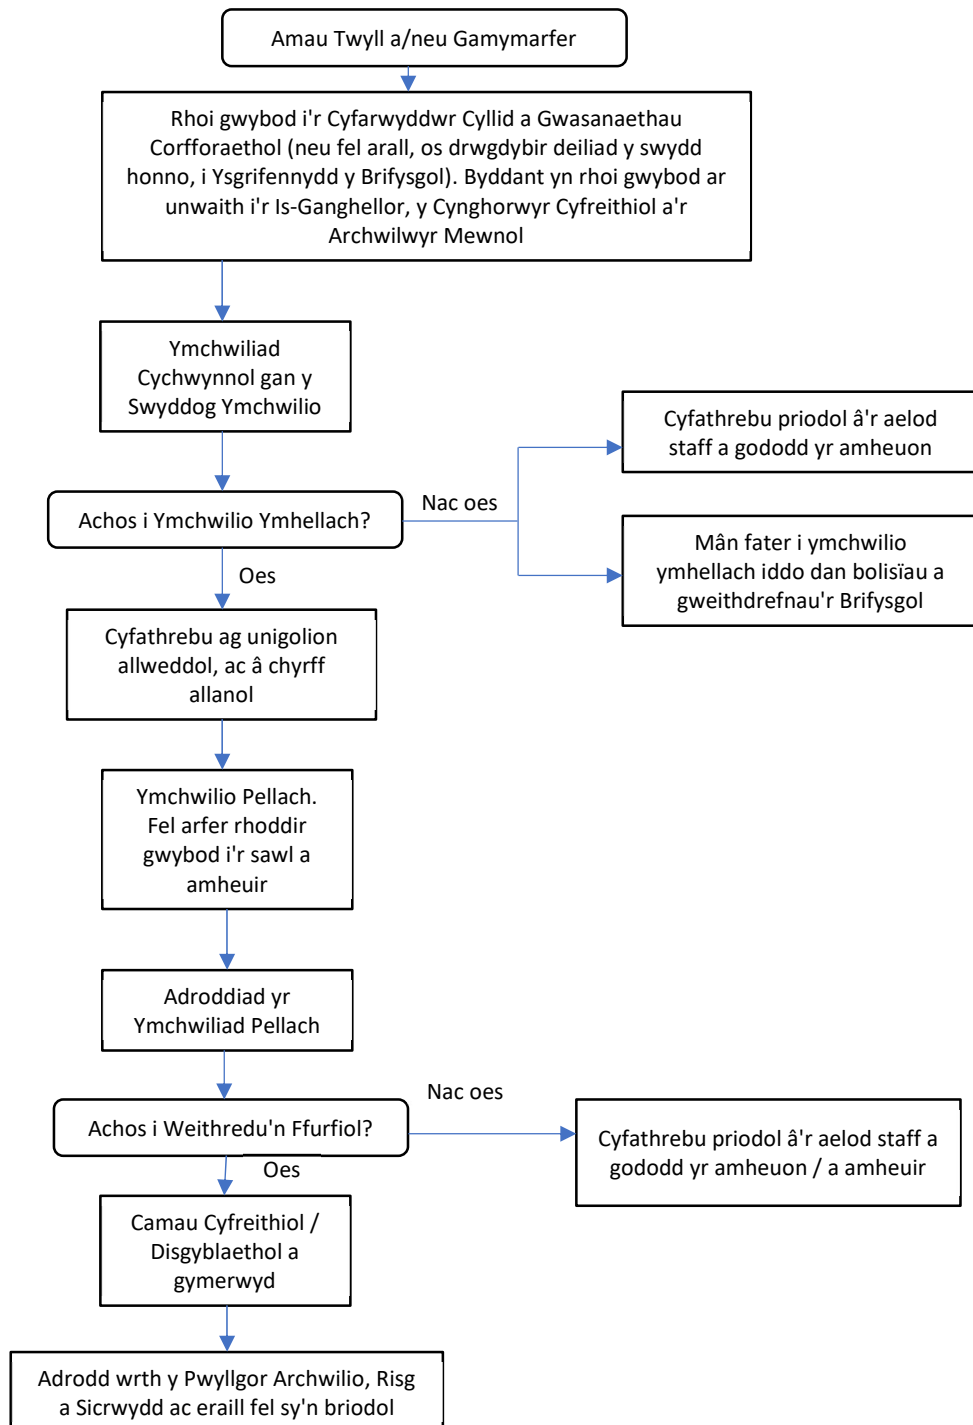 Amau Twyll a/neu Gamymarfer
Rhoi gwybod i'r Cyfarwyddwr Cyllid a Gwasanaethau
Corfforaethol (neu fel arall, os drwgdybir deiliad y swydd
honno, i Ysgrifennydd y Brifysgol). Byddant yn rhoi gwybod ar
unwaith i'r Is-Ganghellor, y Cynghorwyr Cyfreithiol a'r
Archwilwyr Mewnol
Ymchwiliad
Cychwynnol gan y
Swyddog Ymchwilio
Cyfathrebu priodol â'r aelod
staff a gododd yr amheuon
Achos i Ymchwilio Ymhellach?
Nac oes
Mân fater i ymchwilio
ymhellach iddo dan bolisïau a
gweithdrefnau'r Brifysgol
Oes
Cyfathrebu ag unigolion
allweddol, ac â chyrff
allanol
Ymchwilio Pellach.
Fel arfer rhoddir
gwybod i'r sawl a
amheuir
Adroddiad yr
Ymchwiliad Pellach
Achos i Weithredu'n Ffurfiol?
Nac oes
Cyfathrebu priodol â'r aelod staff a
gododd yr amheuon / a amheuir
Oes
Camau Cyfreithiol /
Disgyblaethol a
gymerwyd
Adrodd wrth y Pwyllgor Archwilio, Risg
a Sicrwydd ac eraill fel sy'n briodol